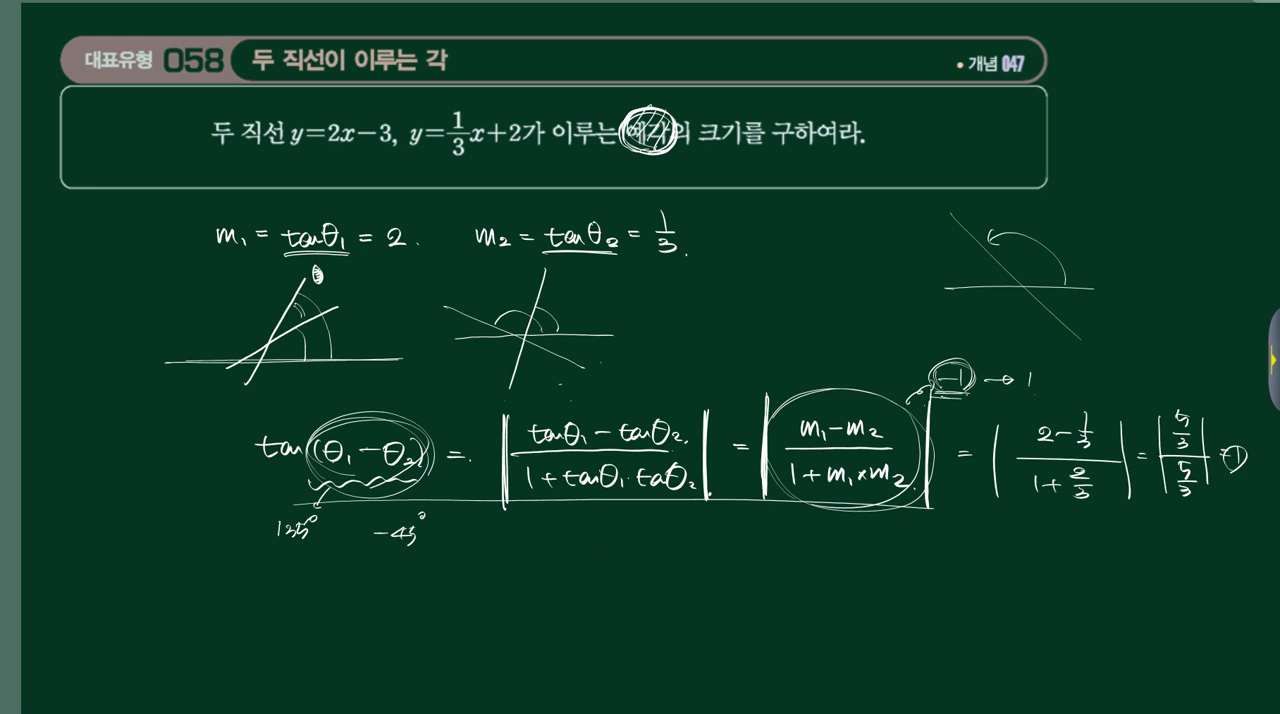 대표유형 058 두 직선이 이루는 각
• 개념 047
두 직선 y=2x−3, y=1/3x+2가 이루는 예각의 크기를 구하여라.
m₁ = tanθ₁ = 2. m₂ = tanθ₂ = 1/3.
−1 → 1
tan(θ₁ − θ₂) = |(tanθ₁ − tanθ₂)/(1 + tanθ₁·taθ₂)| = |(m₁ − m₂)/(1 + m₁×m₂)| = |(2 − 1/3)/(1 + 2/3)| = |(5/3)/(5/3)| = 1
135° −45°